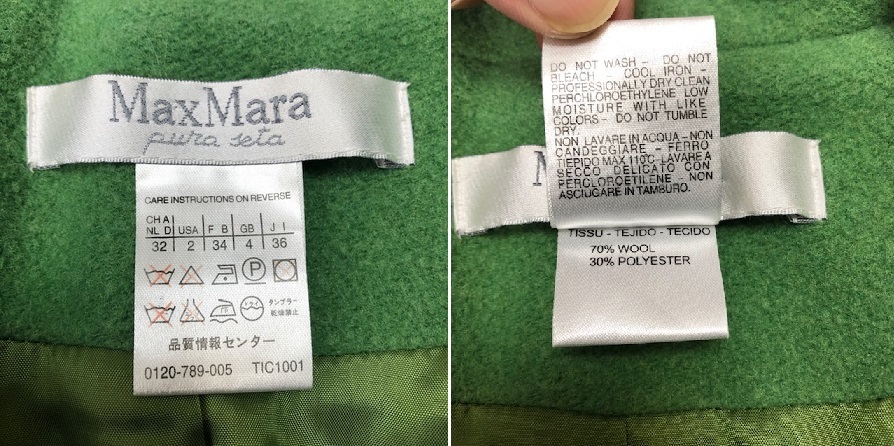 MaxMara
pura seta
CARE INSTRUCTIONS ON REVERSE
CH A NL D USA F B GB J I
32 2 34 4 36
P
ドライ
タンブラー
乾燥禁止
品質情報センター
0120-789-005 TIC1001
DO NOT WASH - DO NOT
BLEACH - COOL IRON -
PROFESSIONALLY DRY CLEAN
PERCHLOROETHYLENE LOW
MOISTURE WITH LIKE
COLORS - DO NOT TUMBLE
DRY.
NON LAVARE IN ACQUA - NON
CANDEGGIARE - FERRO
TIEPIDO MAX 110°C LAVARE A
SECCO DELICATO CON
PERCLOROETILENE - NON
ASCIUGARE IN TAMBURO.
M
TISSU - TEJIDO - TECIDO
70% WOOL
30% POLYESTER